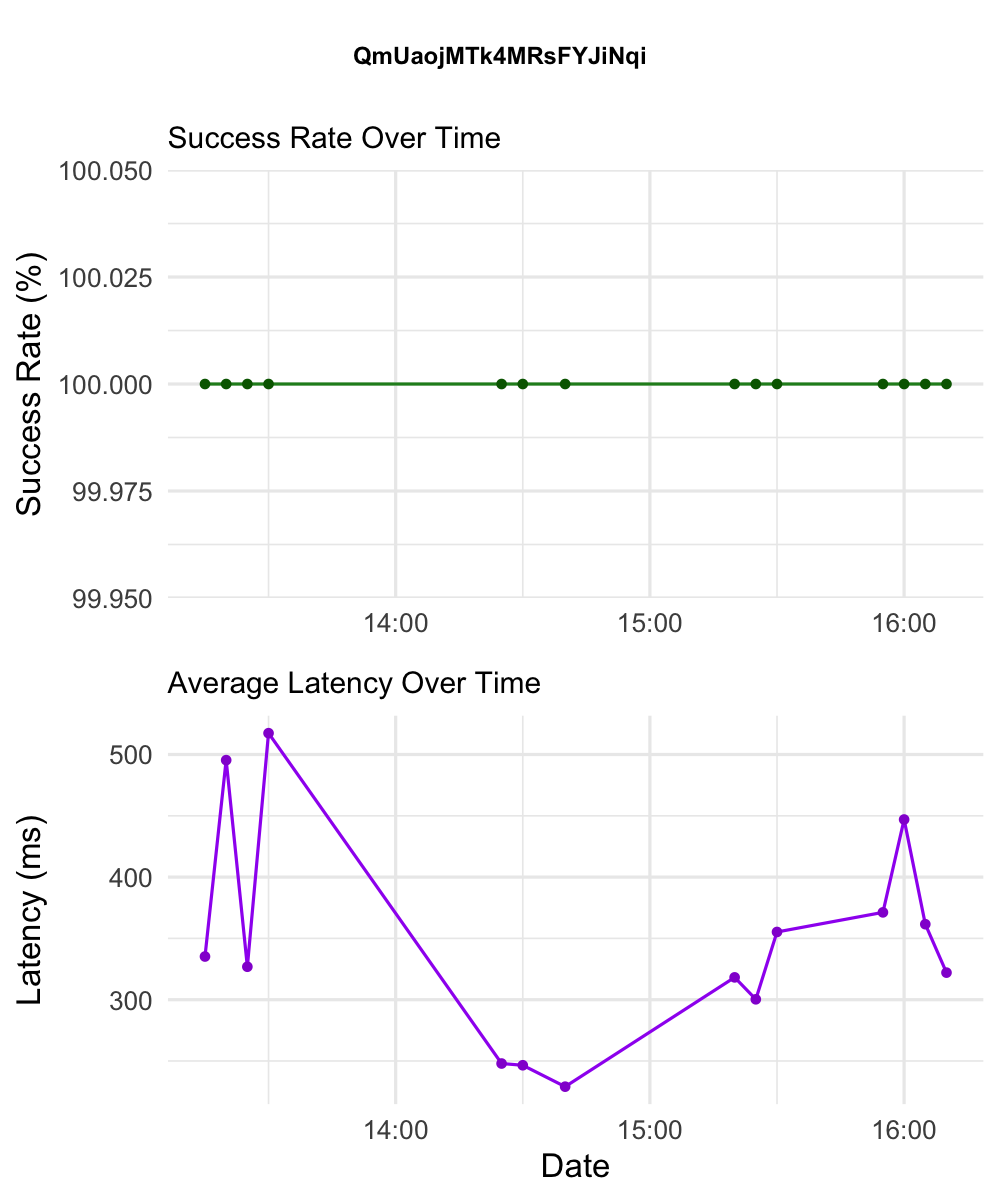 QmUaojMTk4MRsFYJiNqi
Success Rate Over Time
Success Rate (%)
100.050
100.025
100.000
99.975
99.950
14:00 15:00 16:00
Average Latency Over Time
Latency (ms)
500
400
300
14:00 15:00 16:00
Date